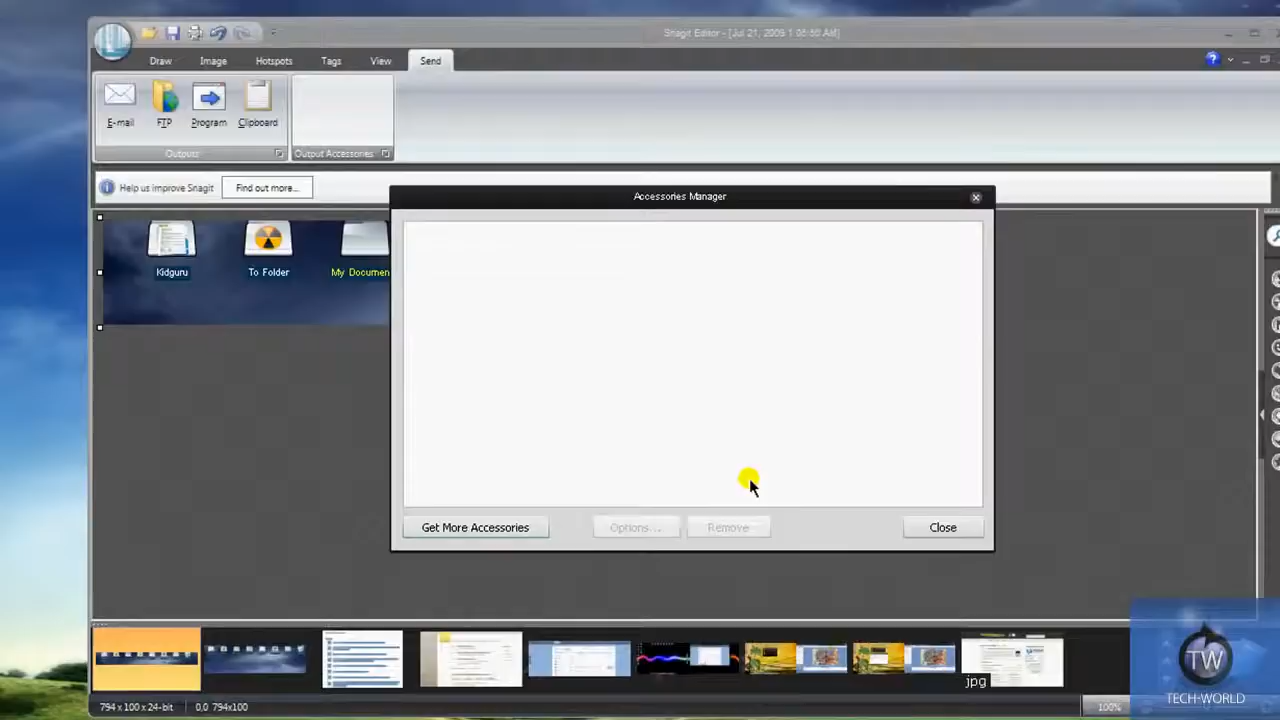 Snagit Editor - [Jul 21, 2009 1:06:50 AM]
Draw Image Hotspots Tags View Send
E-mail FTP Program Clipboard
Outputs Output Accessories
Help us improve Snagit Find out more...
Accessories Manager
Kidguru To Folder My Documen
Get More Accessories Options... Remove Close
jpg
TW
TECH-WORLD
794 x 100 x 24-bit 0,0 794x100 100%